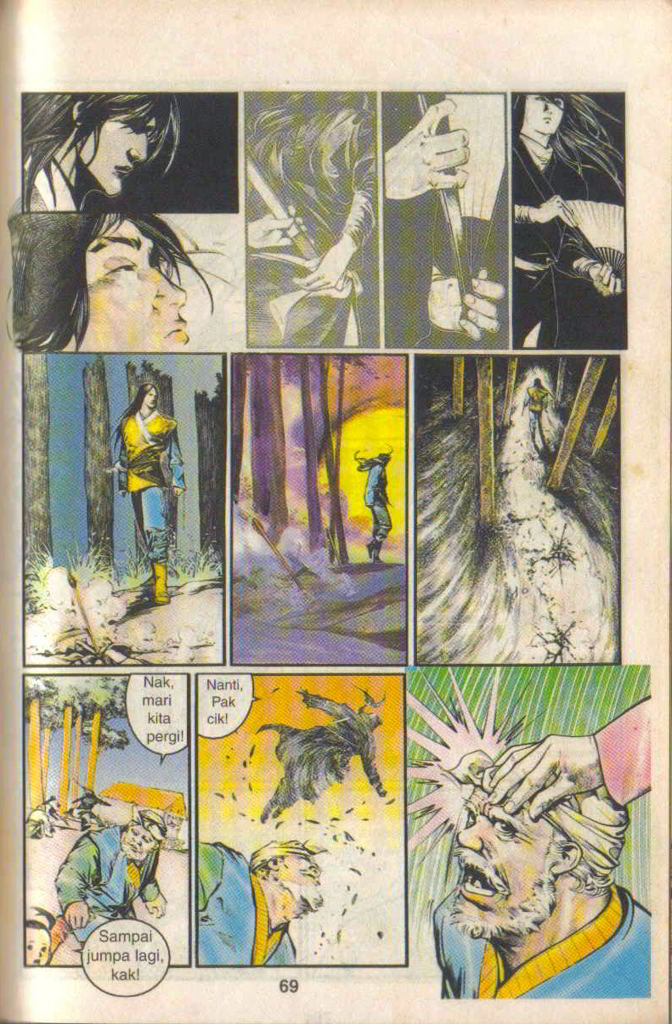 Nak,
mari
kita
pergi!
Nanti,
Pak
cik!
Sampai
jumpa lagi,
kak!
69